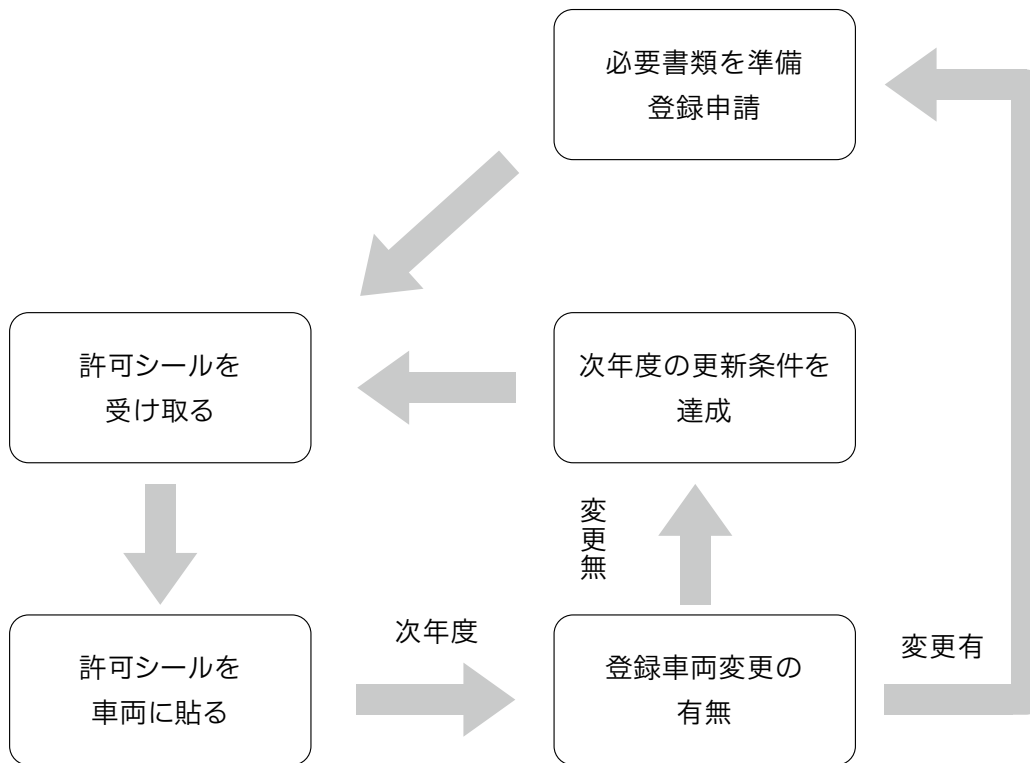 必要書類を準備
登録申請
許可シールを
受け取る
次年度の更新条件を
達成
変更無
許可シールを
車両に貼る
次年度
登録車両変更の
有無
変更有